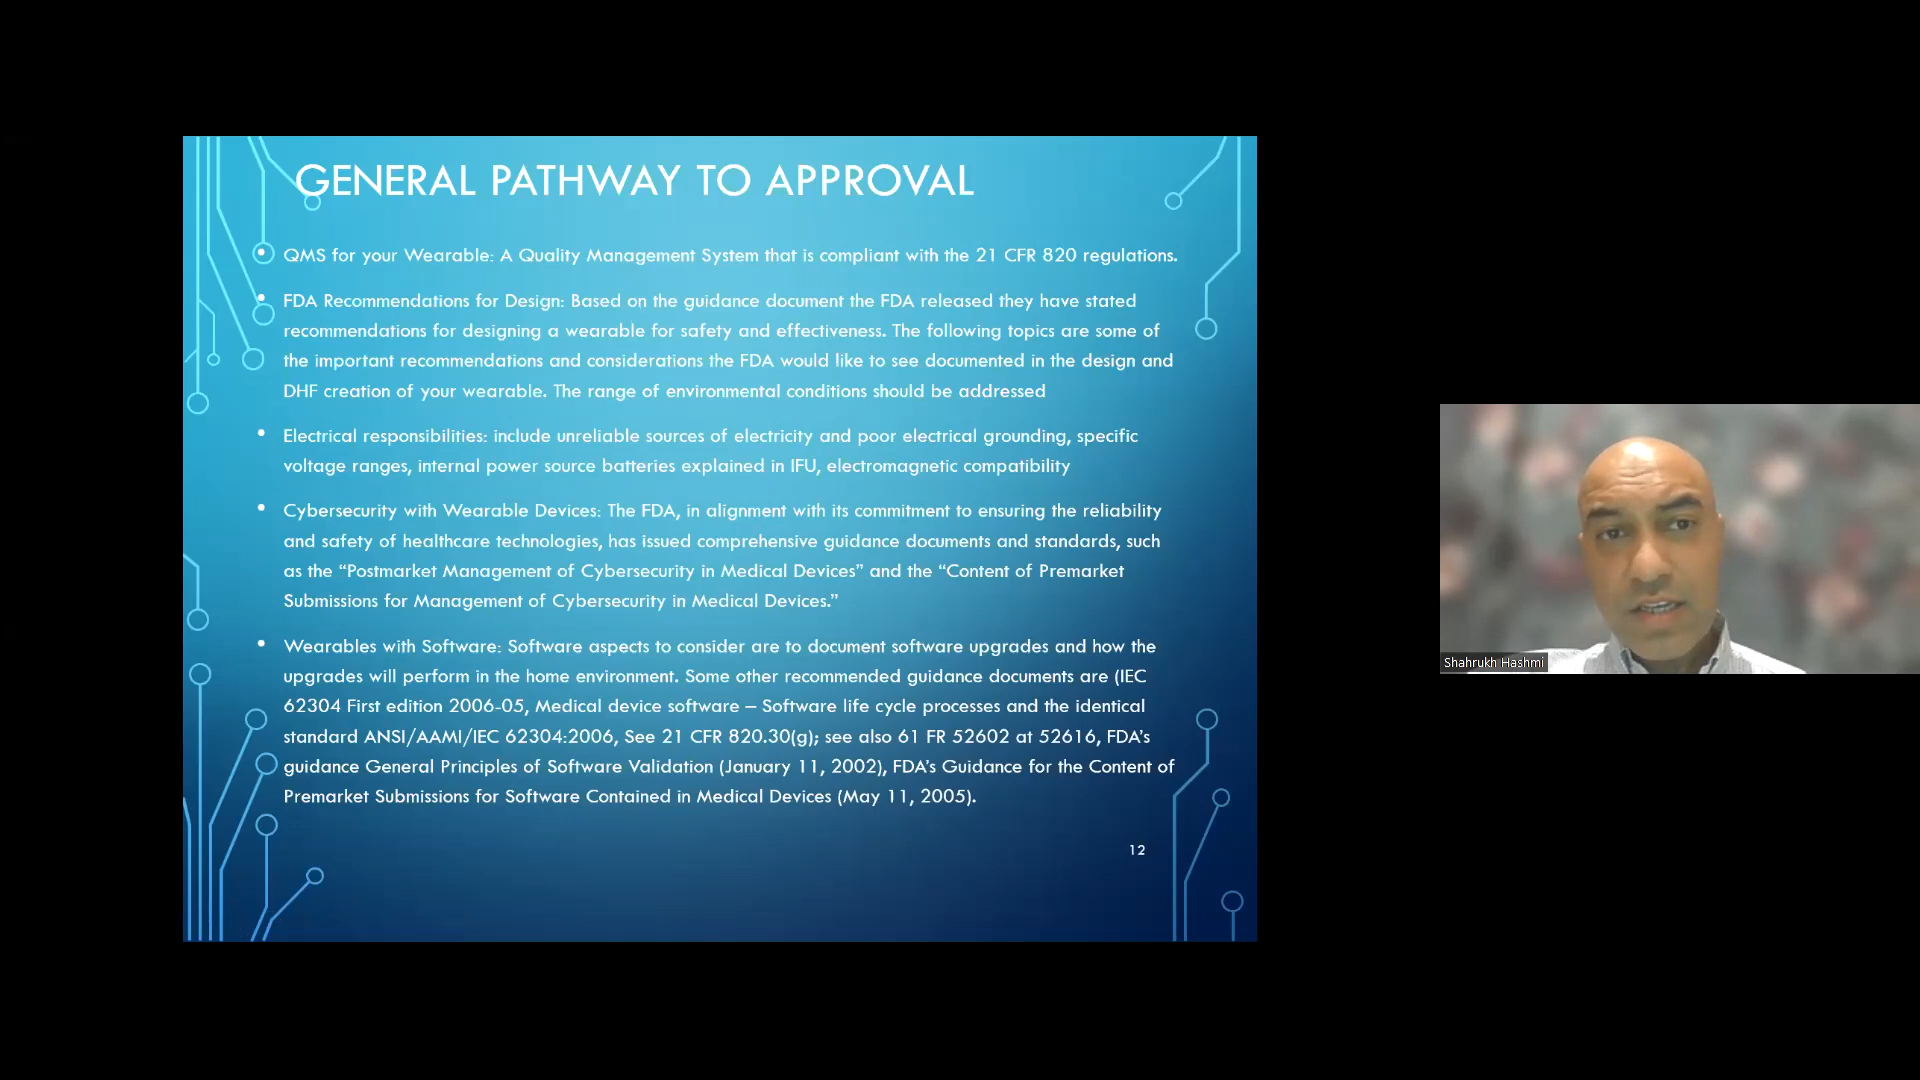 GENERAL PATHWAY TO APPROVAL
• QMS for your Wearable: A Quality Management System that is compliant with the 21 CFR 820 regulations.
• FDA Recommendations for Design: Based on the guidance document the FDA released they have stated
recommendations for designing a wearable for safety and effectiveness. The following topics are some of
the important recommendations and considerations the FDA would like to see documented in the design and
DHF creation of your wearable. The range of environmental conditions should be addressed
• Electrical responsibilities: include unreliable sources of electricity and poor electrical grounding, specific
voltage ranges, internal power source batteries explained in IFU, electromagnetic compatibility
• Cybersecurity with Wearable Devices: The FDA, in alignment with its commitment to ensuring the reliability
and safety of healthcare technologies, has issued comprehensive guidance documents and standards, such
as the “Postmarket Management of Cybersecurity in Medical Devices” and the “Content of Premarket
Submissions for Management of Cybersecurity in Medical Devices.”
• Wearables with Software: Software aspects to consider are to document software upgrades and how the
upgrades will perform in the home environment. Some other recommended guidance documents are (IEC
62304 First edition 2006-05, Medical device software – Software life cycle processes and the identical
standard ANSI/AAMI/IEC 62304:2006, See 21 CFR 820.30(g); see also 61 FR 52602 at 52616, FDA’s
guidance General Principles of Software Validation (January 11, 2002), FDA’s Guidance for the Content of
Premarket Submissions for Software Contained in Medical Devices (May 11, 2005).
12
Shahrukh Hashmi